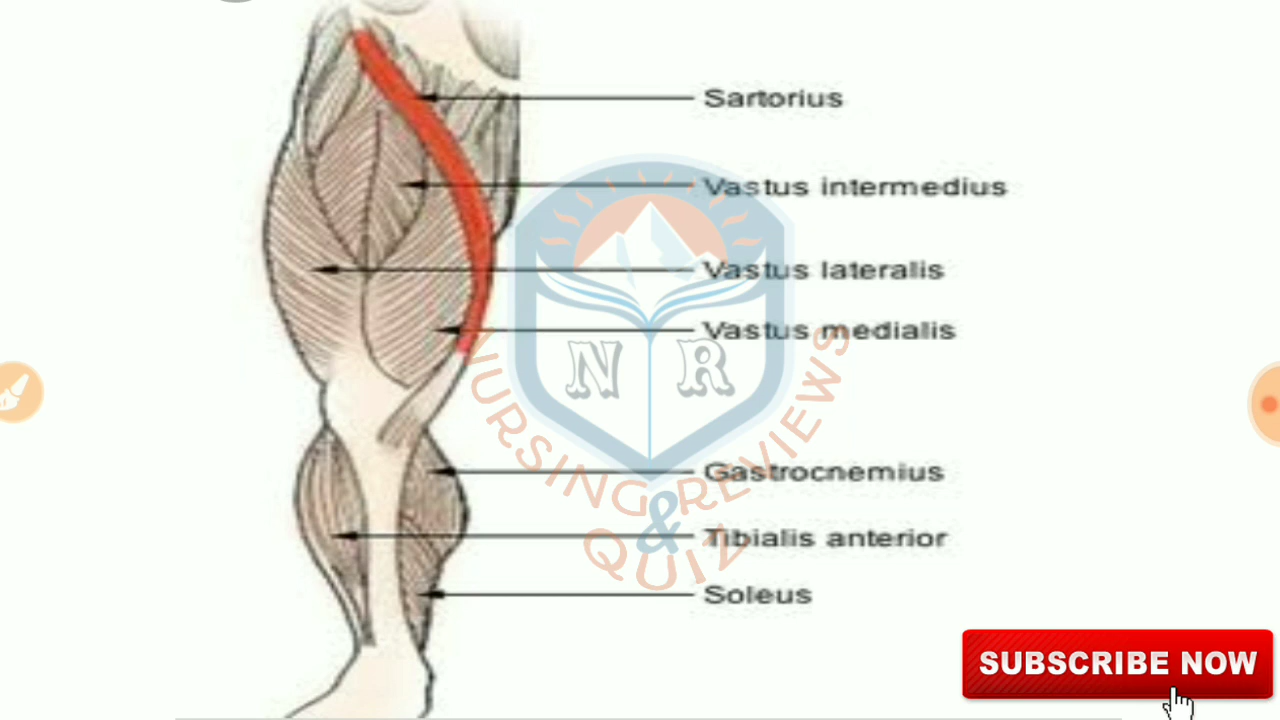 Sartorius
Vastus intermedius
Vastus lateralis
Vastus medialis
N R
NURSING REVIEWS
&
QUIZ
Gastrocnemius
Tibialis anterior
Soleus
SUBSCRIBE NOW